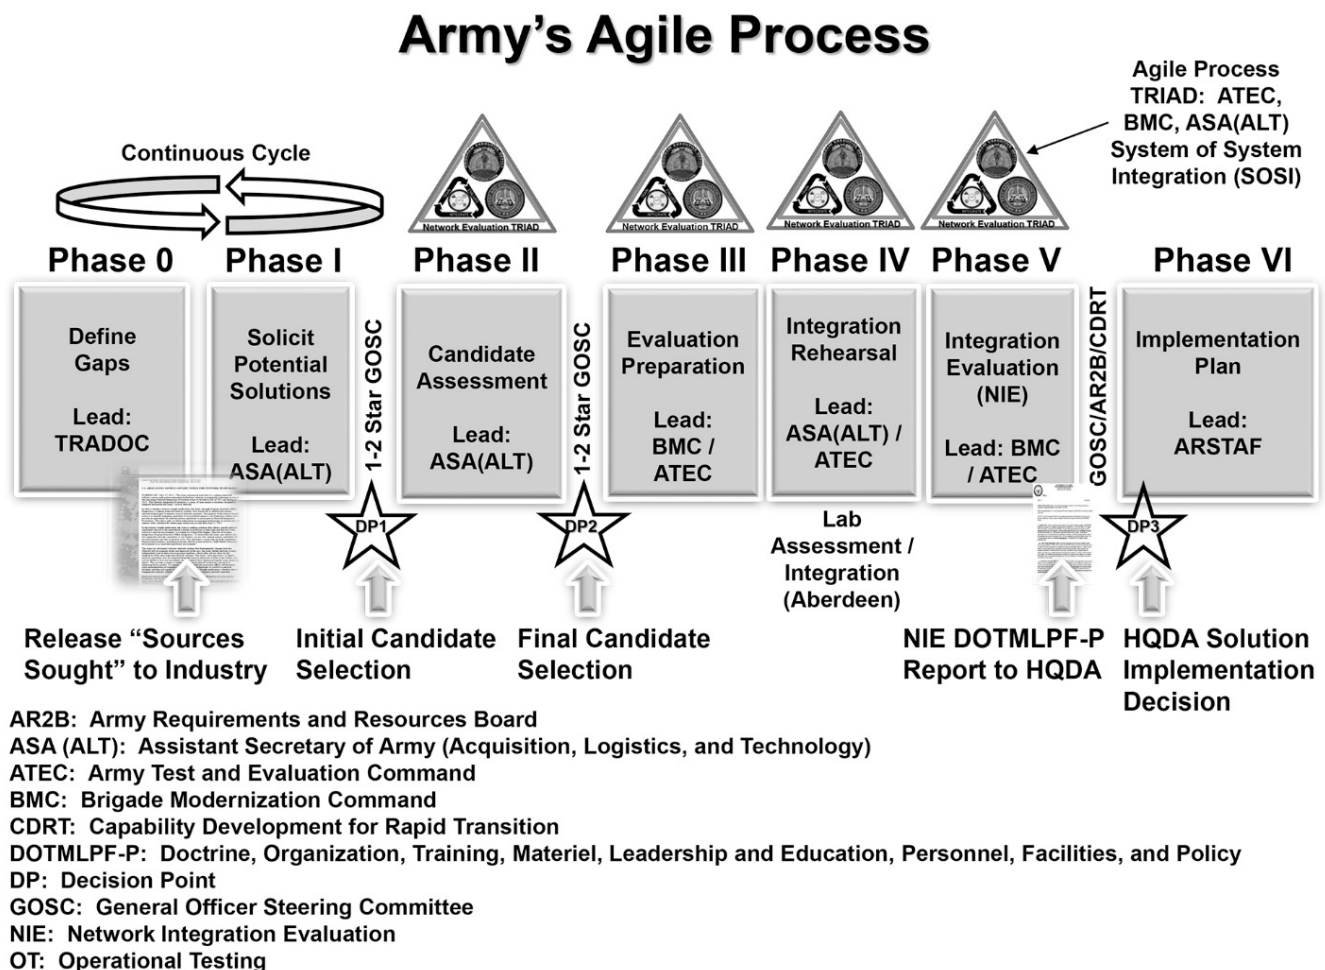 Army's Agile Process
Agile Process
TRIAD: ATEC,
BMC, ASA(ALT)
System of System
Integration (SOSI)
Continuous Cycle
Network Evaluation TRIAD
Network Evaluation TRIAD
Network Evaluation TRIAD
Network Evaluation TRIAD
Phase 0
Define
Gaps
Lead:
TRADOC
Phase I
Solicit
Potential
Solutions
Lead:
ASA(ALT)
1-2 Star GOSC
DP1
Phase II
Candidate
Assessment
Lead:
ASA(ALT)
1-2 Star GOSC
DP2
Phase III
Evaluation
Preparation
Lead:
BMC /
ATEC
Phase IV
Integration
Rehearsal
Lead:
ASA(ALT) /
ATEC
Lab
Assessment /
Integration
(Aberdeen)
Phase V
Integration
Evaluation
(NIE)
Lead: BMC
/ ATEC
GOSC/AR2B/CDRT
DP3
Phase VI
Implementation
Plan
Lead:
ARSTAF
Release “Sources
Sought” to Industry
Initial Candidate
Selection
Final Candidate
Selection
NIE DOTMLPF-P
Report to HQDA
HQDA Solution
Implementation
Decision
AR2B: Army Requirements and Resources Board
ASA (ALT): Assistant Secretary of Army (Acquisition, Logistics, and Technology)
ATEC: Army Test and Evaluation Command
BMC: Brigade Modernization Command
CDRT: Capability Development for Rapid Transition
DOTMLPF-P: Doctrine, Organization, Training, Materiel, Leadership and Education, Personnel, Facilities, and Policy
DP: Decision Point
GOSC: General Officer Steering Committee
NIE: Network Integration Evaluation
OT: Operational Testing